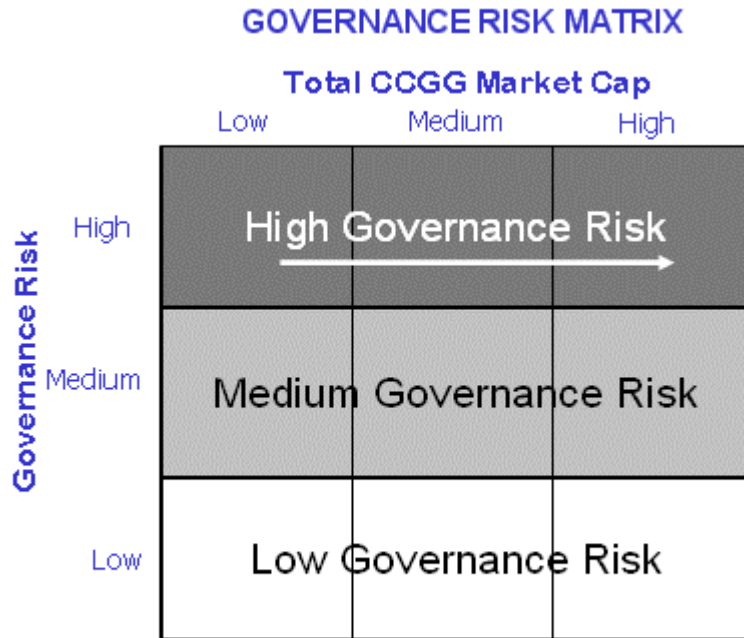 GOVERNANCE RISK MATRIX
Total CCGG Market Cap
Low Medium High
High
High Governance Risk
Governance Risk
Medium
Medium Governance Risk
Low
Low Governance Risk